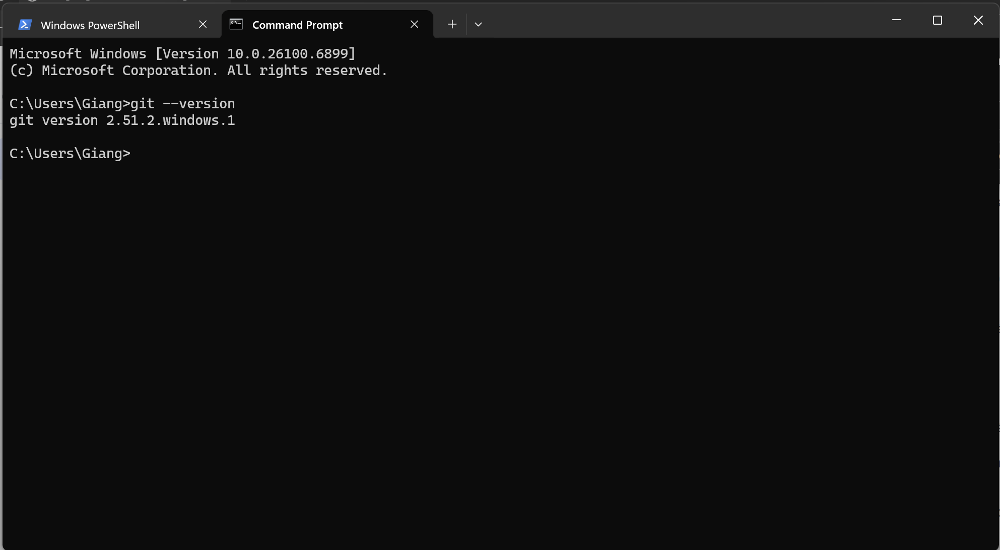 Windows PowerShell
Command Prompt
Microsoft Windows [Version 10.0.26100.6899]
(c) Microsoft Corporation. All rights reserved.
C:\Users\Giang>git --version
git version 2.51.2.windows.1
C:\Users\Giang>